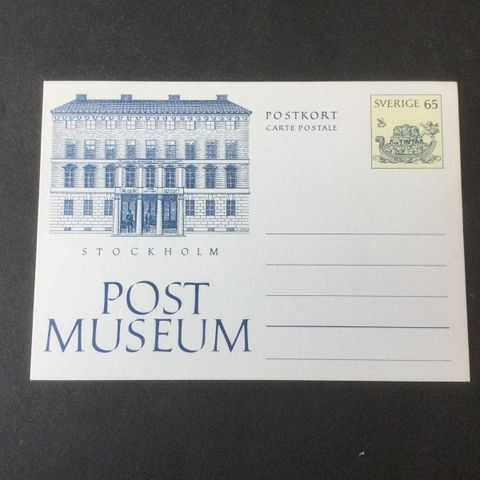 SVERIGE 65
POSTKORT
CARTE POSTALE
STOCKHOLM
POST
MUSEUM